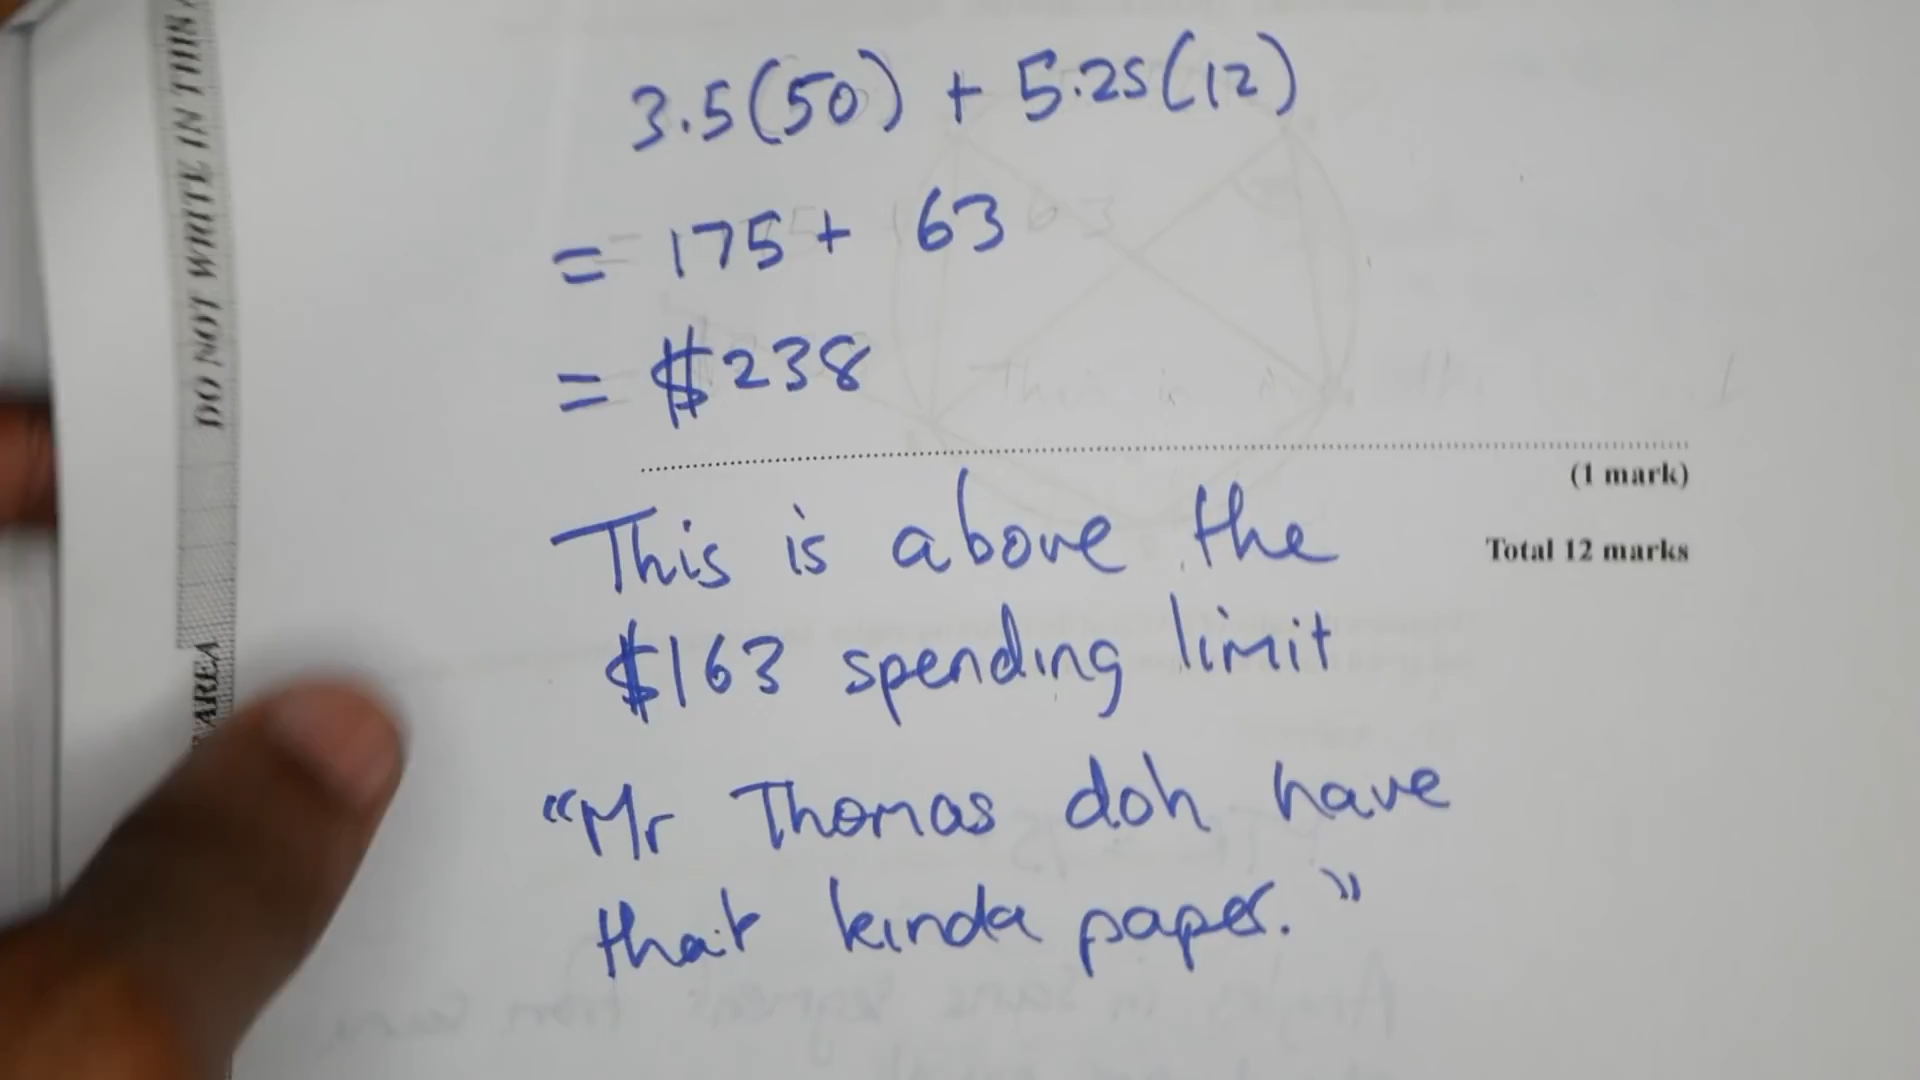 3.5(50) + 5.25(12)
= 175 + 63
= $238
(1 mark)
This is above the
Total 12 marks
$163 spending limit
"Mr Thomas doh have
that kinda paper."
DO NOT WRITE IN THIS
AREA